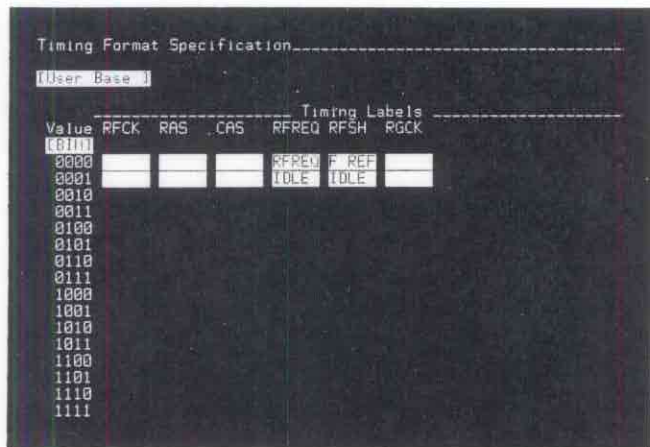 Timing Format Specification
[User Base ]
Timing Labels
Value RFCK RAS CAS RFREQ RFSH RGCK
[BIN]
0000 RFREQ F REF
0001 IDLE IDLE
0010
0011
0100
0101
0110
0111
1000
1001
1010
1011
1100
1101
1110
1111